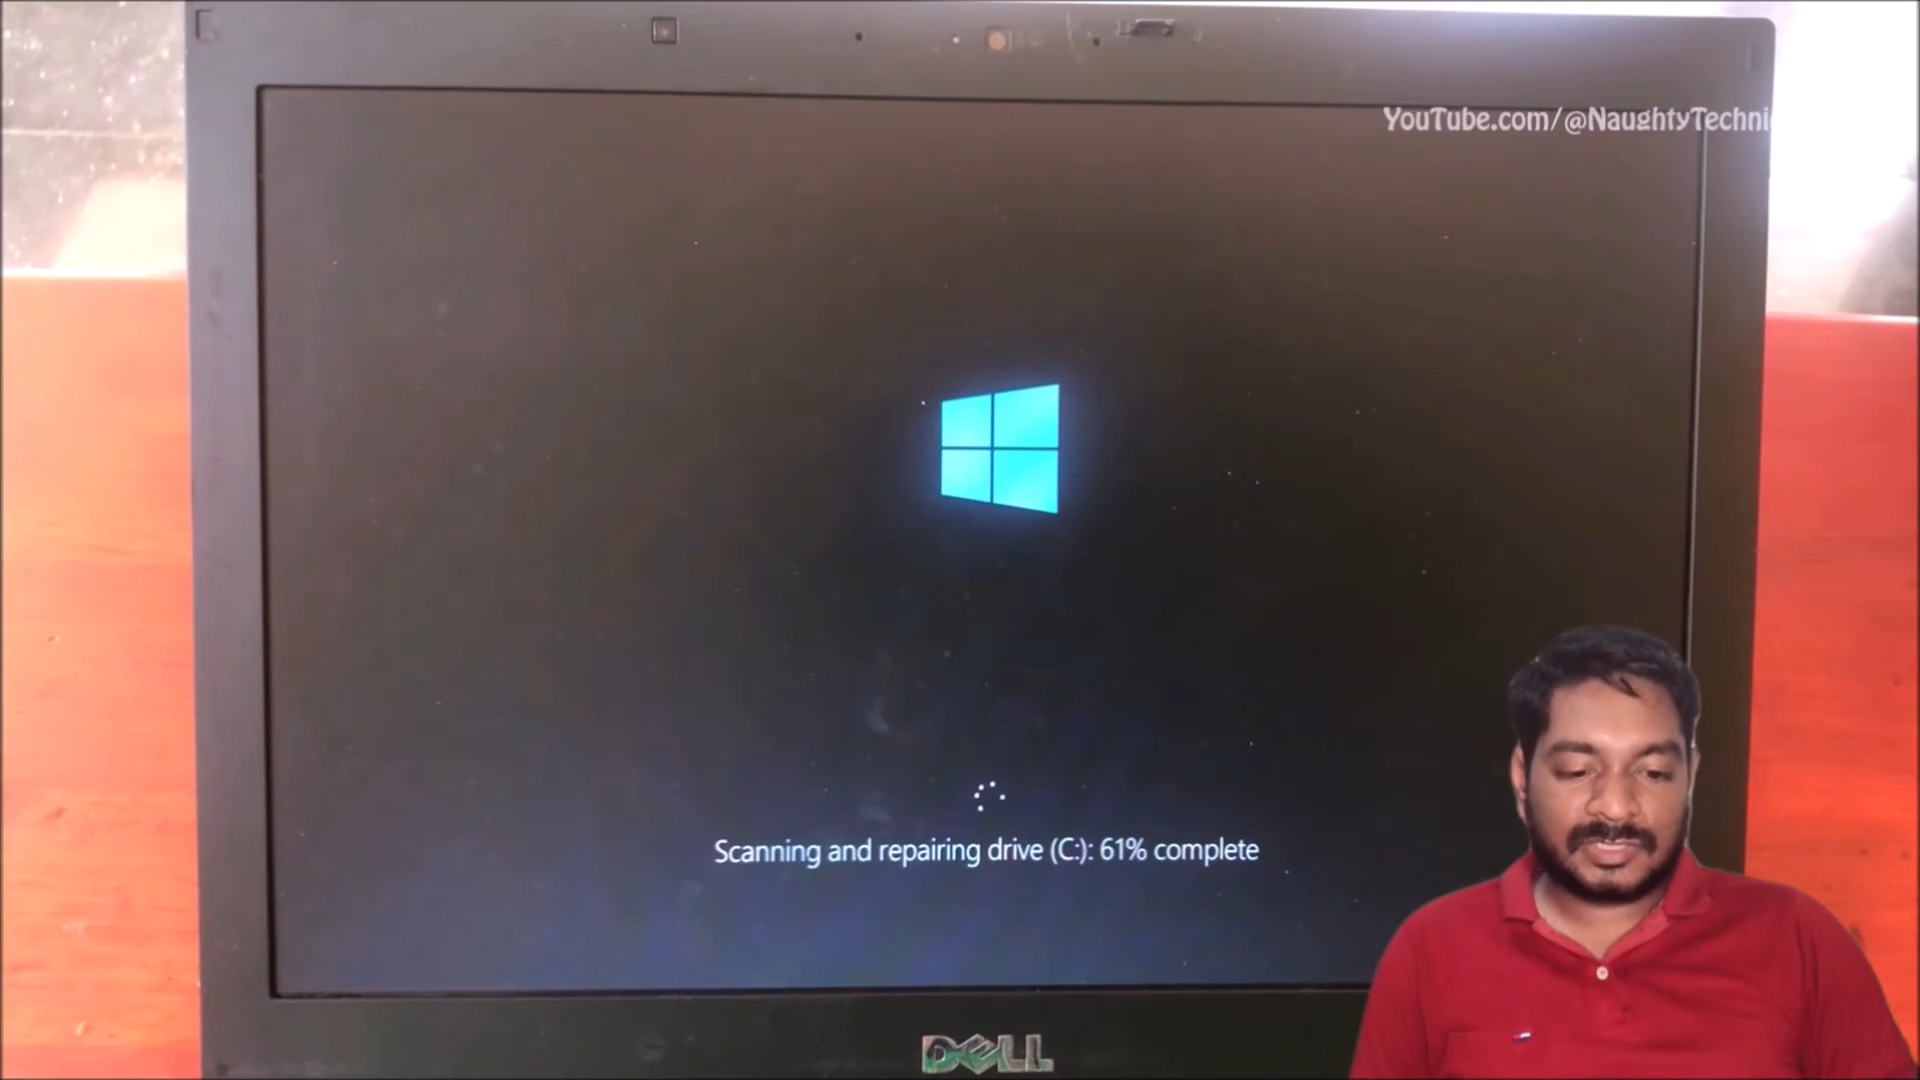 YouTube.com/@NaughtyTechni
Scanning and repairing drive (C:): 61% complete
DELL